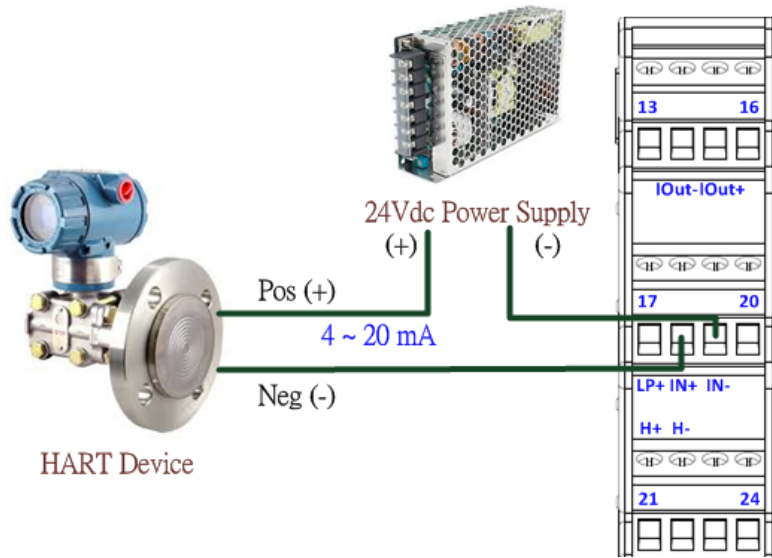 13 16
IOut-IOut+
24Vdc Power Supply
(+) (-)
Pos (+)
17 20
4 ~ 20 mA
Neg (-)
LP+ IN+ IN-
H+ H-
HART Device
21 24